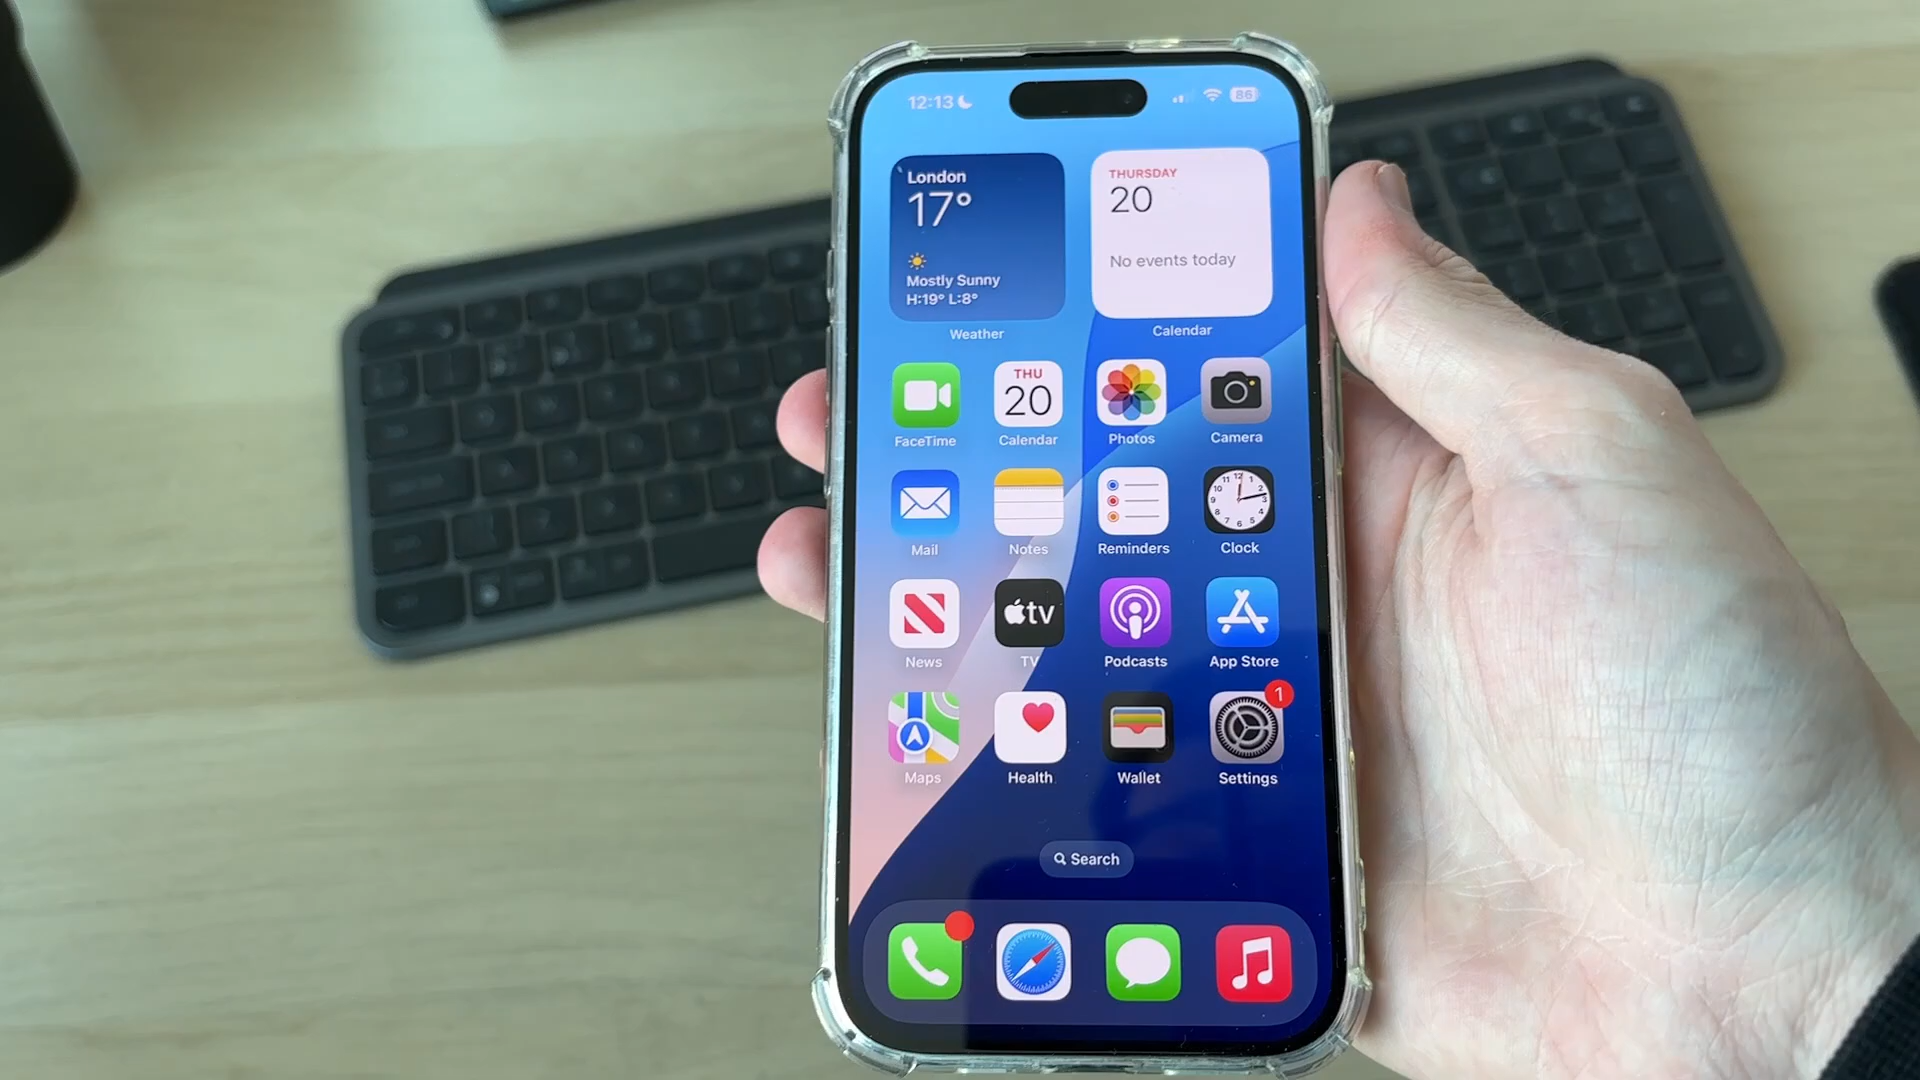 12:13
86
London
17°
Mostly Sunny
H:19° L:8°
Weather
THURSDAY
20
No events today
Calendar
THU
20
FaceTime
Calendar
Photos
Camera
Mail
Notes
Reminders
Clock
tv
News
TV
Podcasts
App Store
1
Maps
Health
Wallet
Settings
Search